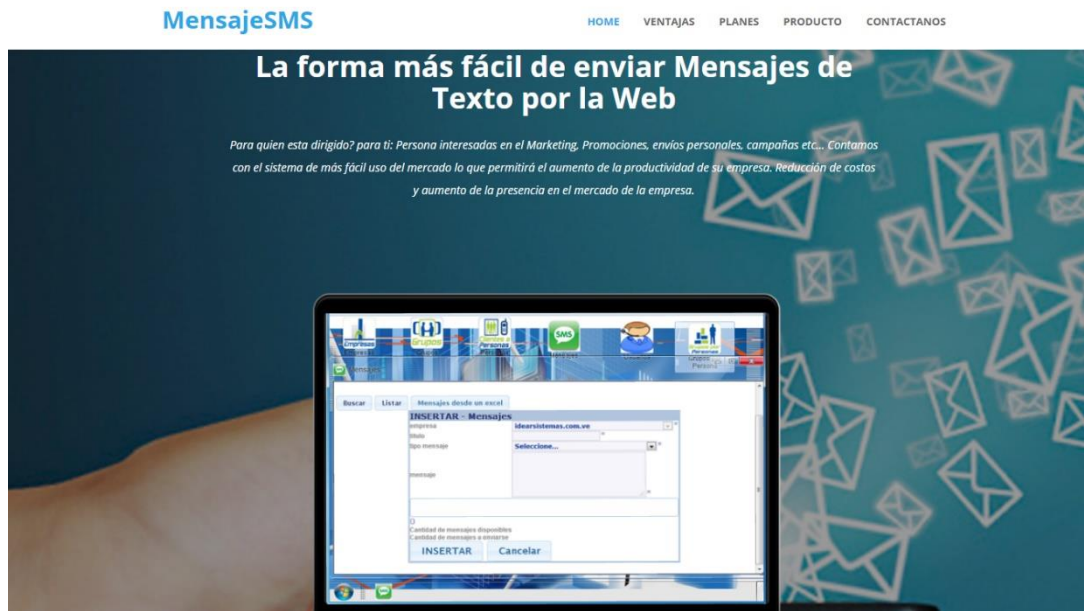 MensajeSMS
HOME VENTAJAS PLANES PRODUCTO CONTACTANOS
La forma más fácil de enviar Mensajes de
Texto por la Web
Para quien esta dirigido? para ti: Persona interesadas en el Marketing, Promociones, envíos personales, campañas etc... Contamos
con el sistema de más fácil uso del mercado lo que permitirá el aumento de la productividad de su empresa. Reducción de costos
y aumento de la presencia en el mercado de la empresa.
Empresas
Grupos
Personas
SMS
Personas
Mensajes
Buscar Listar Mensajes desde un excel
INSERTAR - Mensajes
empresa idearsistemas.com.ve
titulo
tipo mensaje Seleccione...
mensaje
Cantidad de mensajes disponibles
Cantidad de mensajes a enviarse
INSERTAR Cancelar